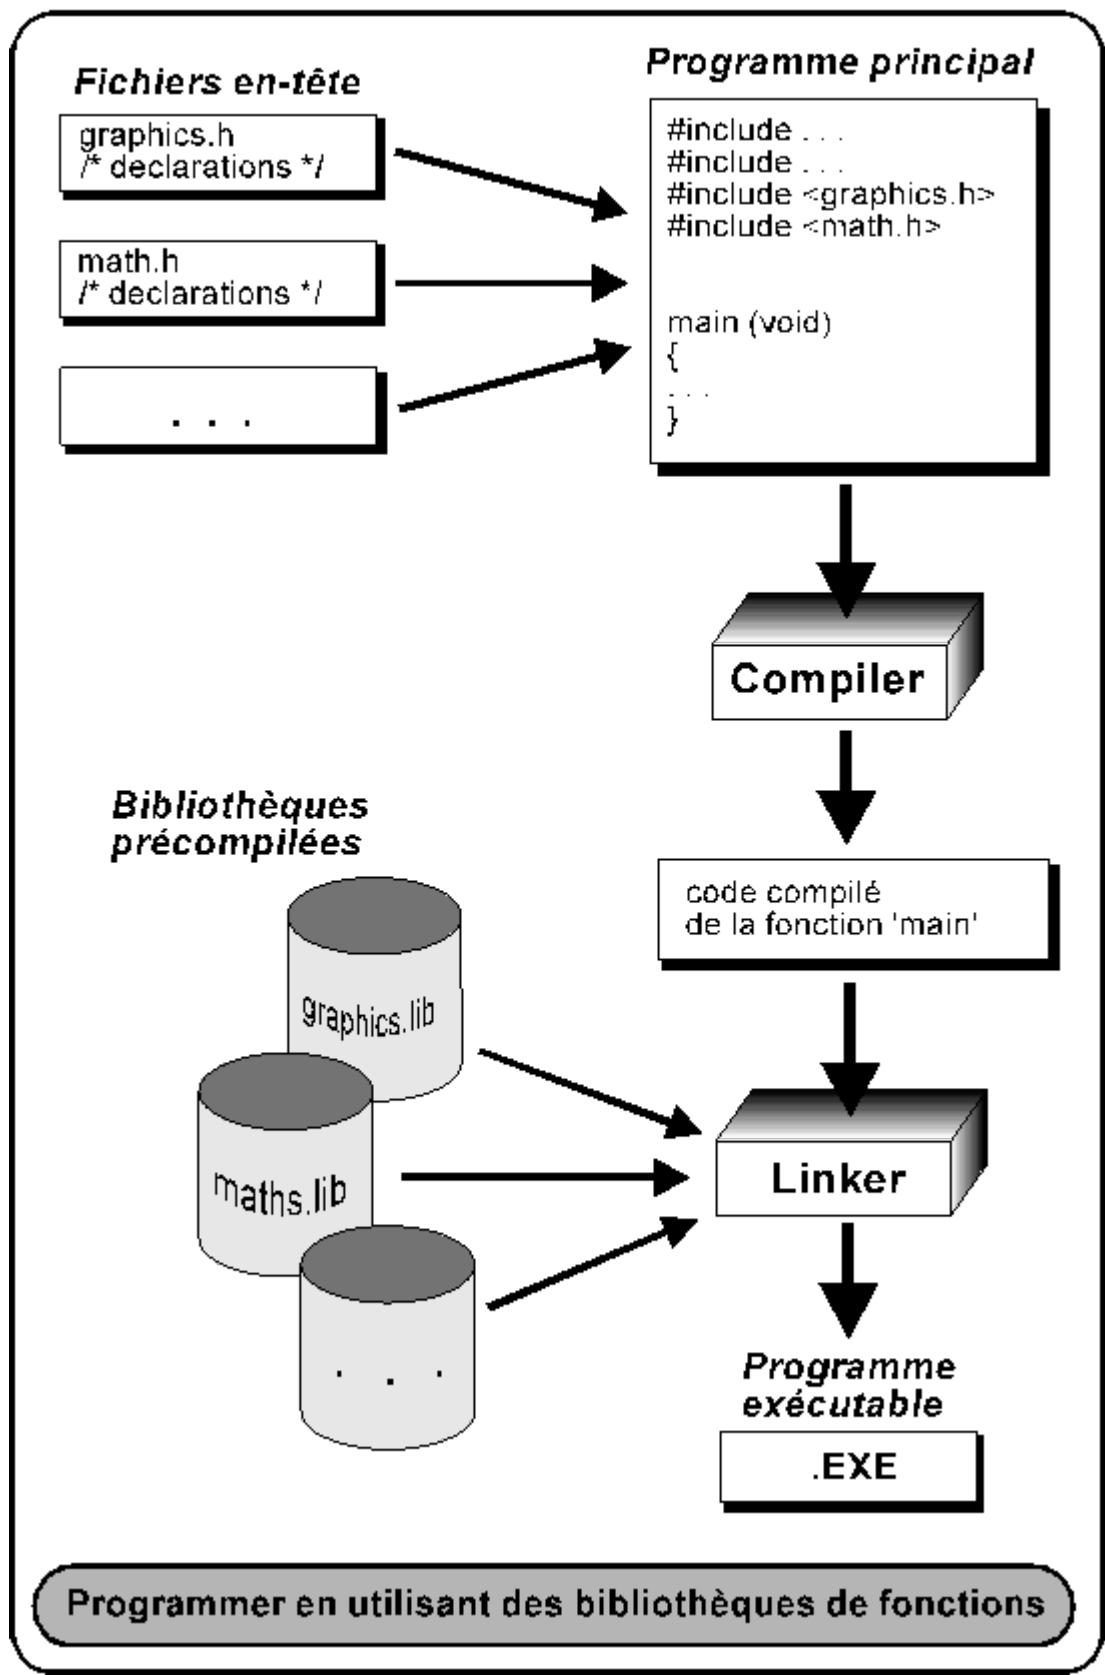 Fichiers en-tête
graphics.h
/* declarations */
math.h
/* declarations */
. . .
Programme principal
#include . . .
#include . . .
#include <graphics.h>
#include <math.h>
main (void)
{
. . .
}
Compiler
code compilé
de la fonction 'main'
Bibliothèques
précompilées
graphics.lib
maths.lib
. . .
Linker
Programme
exécutable
.EXE
Programmer en utilisant des bibliothèques de fonctions